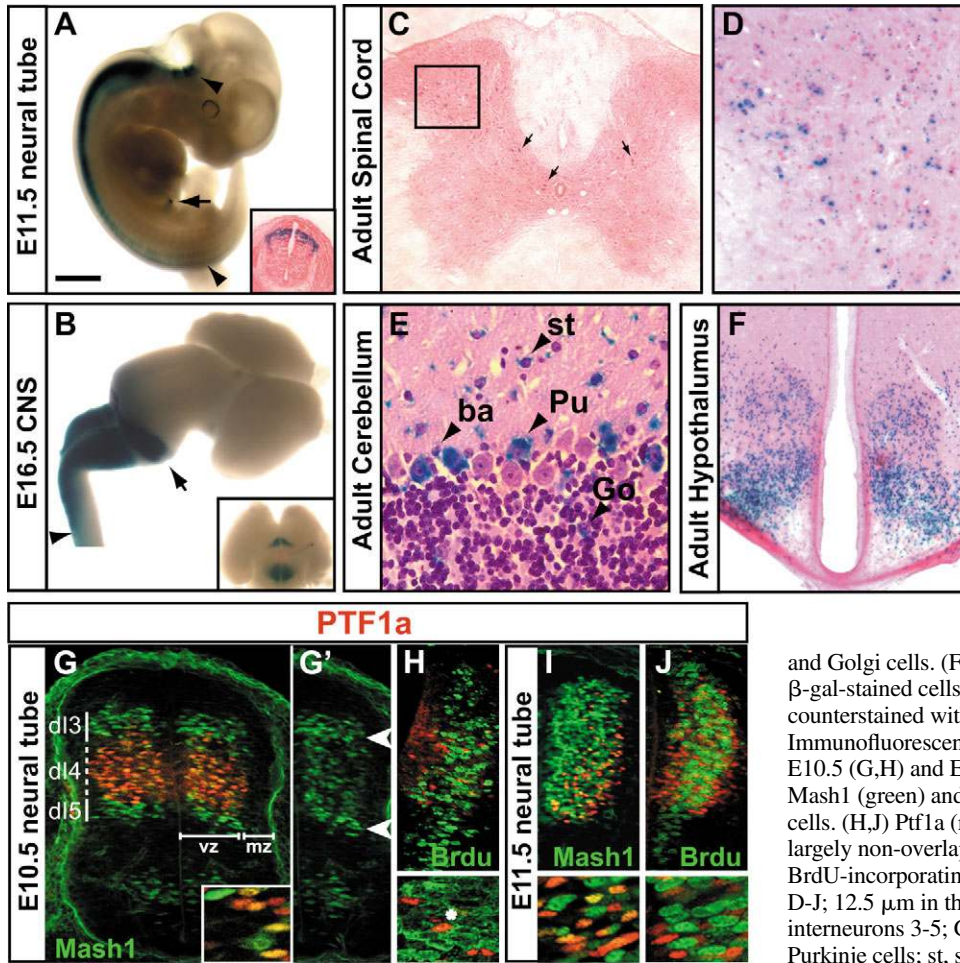 A
E11.5 neural tube
B
E16.5 CNS
C
Adult Spinal Cord
D
E
Adult Cerebellum
st
ba
Pu
Go
F
Adult Hypothalumus
PTF1a
G
E10.5 neural tube
dI3
dI4
dI5
vz
mz
Mash1
G'
H
Brdu
*
E11.5 neural tube
I
Mash1
J
Brdu
and Golgi cells. (F
β-gal-stained cells
counterstained wit
Immunofluorescen
E10.5 (G,H) and E
Mash1 (green) and
cells. (H,J) Ptf1a (r
largely non-overlap
BrdU-incorporatin
D-J; 12.5 μm in th
interneurons 3-5; G
Purkinje cells; st, s